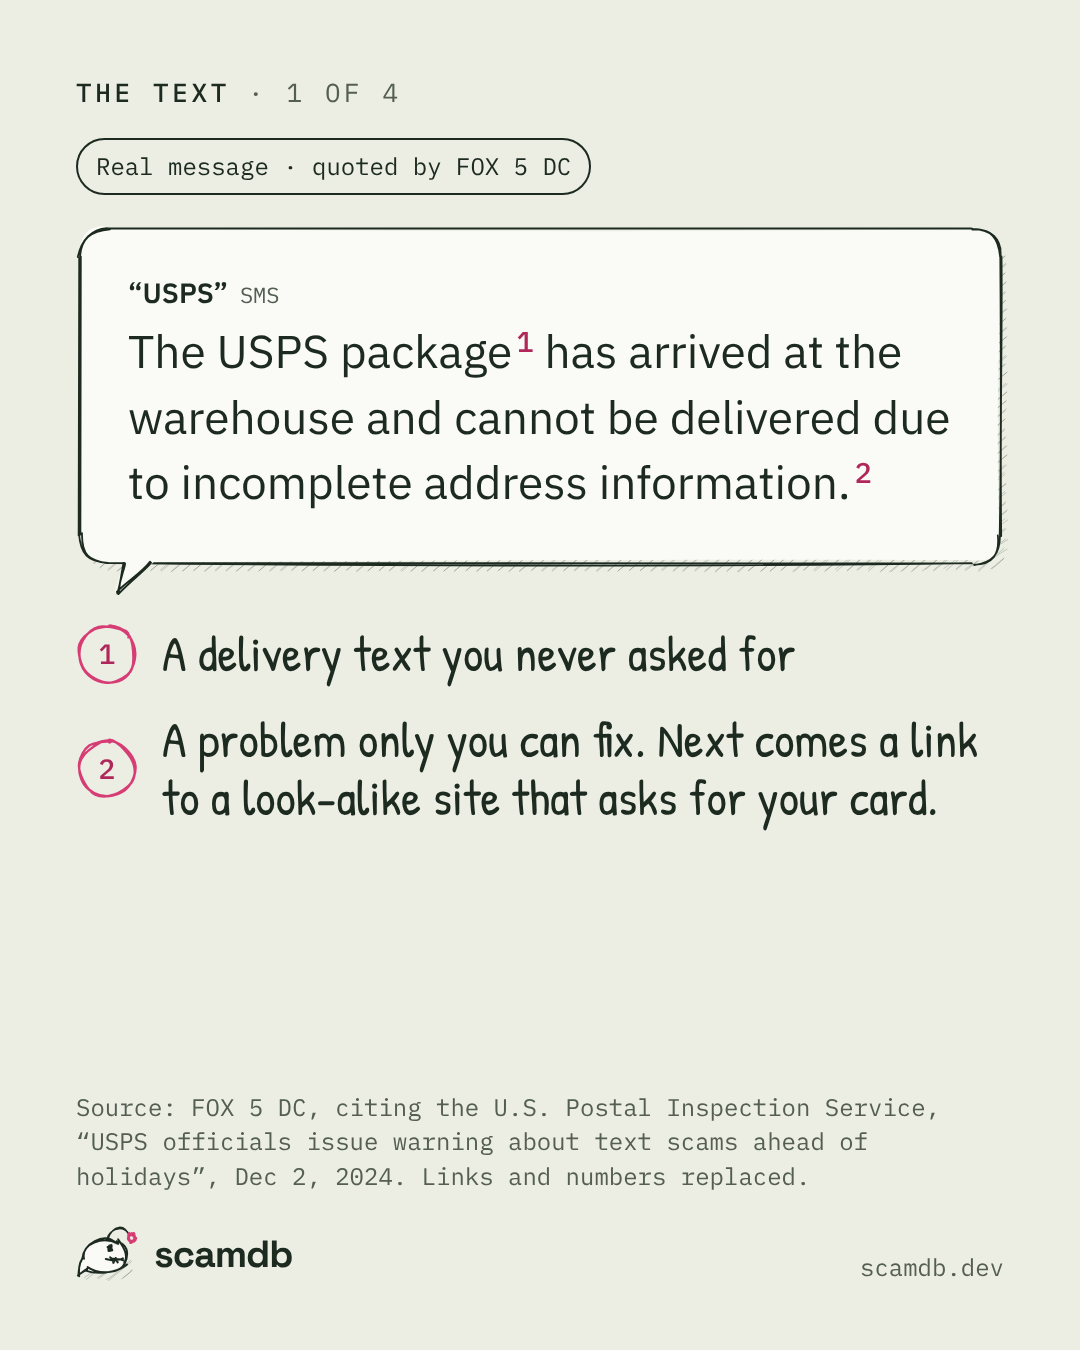 THE TEXT · 1 OF 4
Real message · quoted by FOX 5 DC
“USPS” SMS
The USPS package1 has arrived at the
warehouse and cannot be delivered due
to incomplete address information.2
1 A delivery text you never asked for
2 A problem only you can fix. Next comes a link
to a look-alike site that asks for your card.
Source: FOX 5 DC, citing the U.S. Postal Inspection Service,
“USPS officials issue warning about text scams ahead of
holidays”, Dec 2, 2024. Links and numbers replaced.
scamdb
scamdb.dev